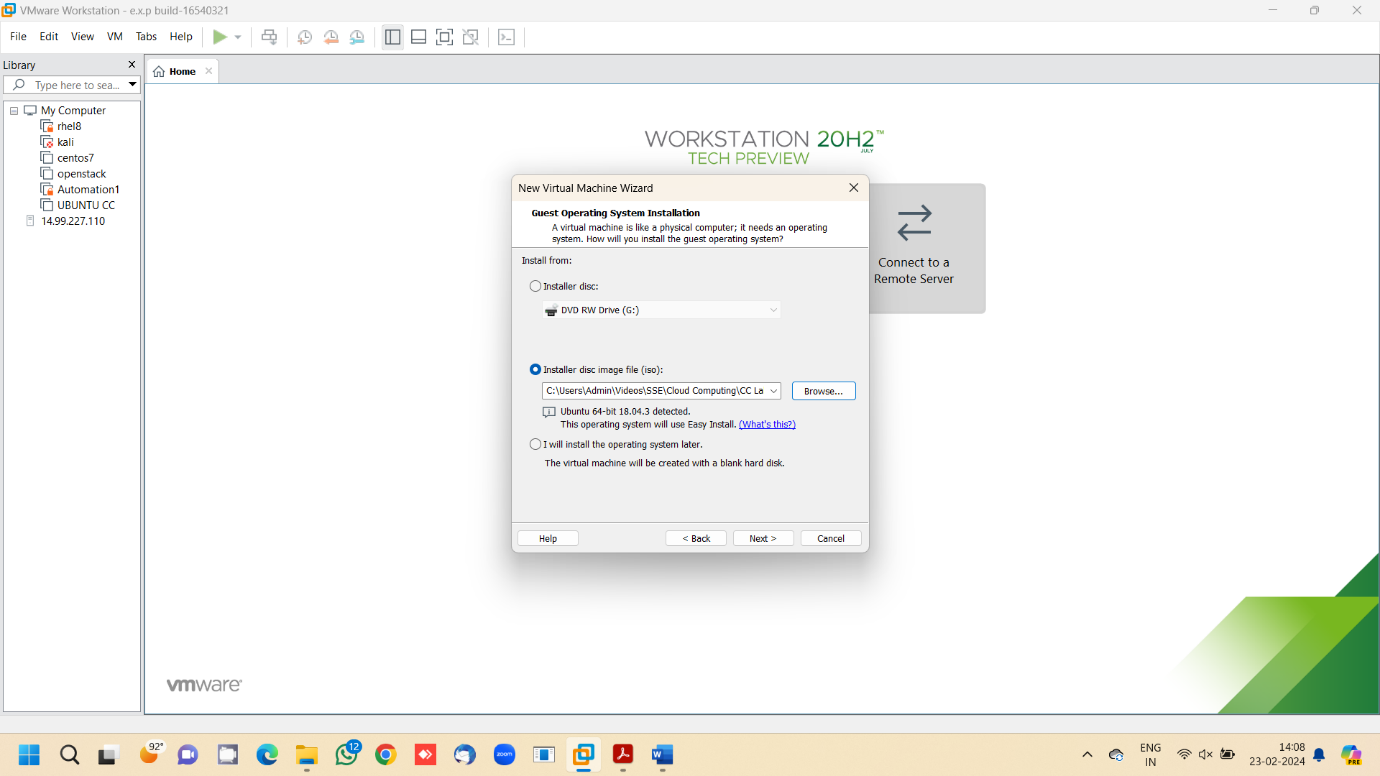 VMware Workstation - e.x.p build-16540321
File Edit View VM Tabs Help
Library
Type here to sea...
My Computer
rhel8
kali
centos7
openstack
Automation1
UBUNTU CC
14.99.227.110
Home
WORKSTATION 20H2™
JULY
TECH PREVIEW
Connect to a
Remote Server
New Virtual Machine Wizard
Guest Operating System Installation
A virtual machine is like a physical computer; it needs an operating
system. How will you install the guest operating system?
Install from:
Installer disc:
DVD RW Drive (G:)
Installer disc image file (iso):
C:\Users\Admin\Videos\SSE\Cloud Computing\CC La
Browse...
Ubuntu 64-bit 18.04.3 detected.
This operating system will use Easy Install. (What's this?)
I will install the operating system later.
The virtual machine will be created with a blank hard disk.
Help < Back Next > Cancel
vmware®
92°
12
zoom
ENG
IN
14:08
23-02-2024
PRE